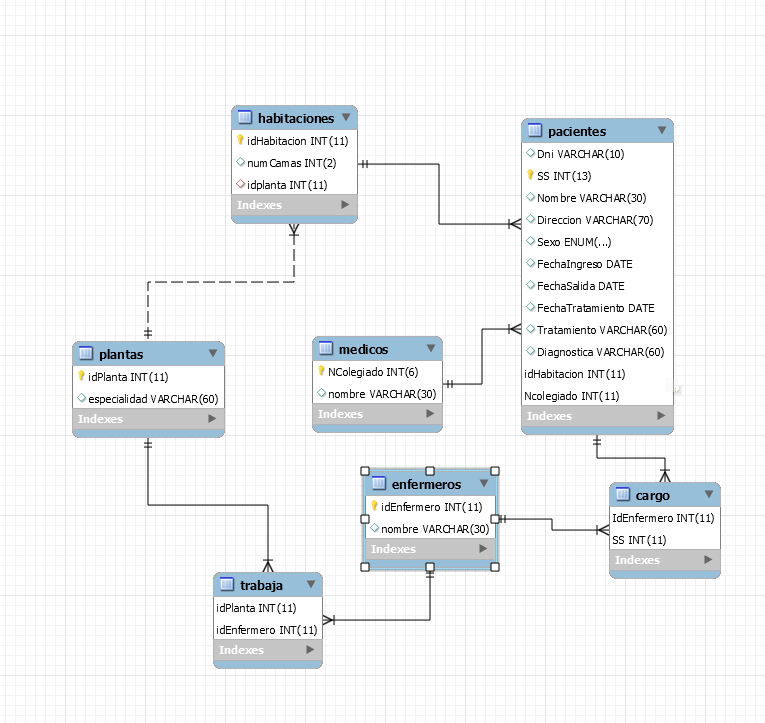 habitaciones
idHabitacion INT(11)
numCamas INT(2)
idplanta INT(11)
Indexes
pacientes
Dni VARCHAR(10)
SS INT(13)
Nombre VARCHAR(30)
Direccion VARCHAR(70)
Sexo ENUM(...)
FechaIngreso DATE
FechaSalida DATE
FechaTratamiento DATE
Tratamiento VARCHAR(60)
Diagnostica VARCHAR(60)
idHabitacion INT(11)
Ncolegiado INT(11)
Indexes
plantas
idPlanta INT(11)
especialidad VARCHAR(60)
Indexes
medicos
NColegiado INT(6)
nombre VARCHAR(30)
Indexes
enfermeros
idEnfermero INT(11)
nombre VARCHAR(30)
Indexes
cargo
IdEnfermero INT(11)
SS INT(11)
Indexes
trabaja
idPlanta INT(11)
idEnfermero INT(11)
Indexes